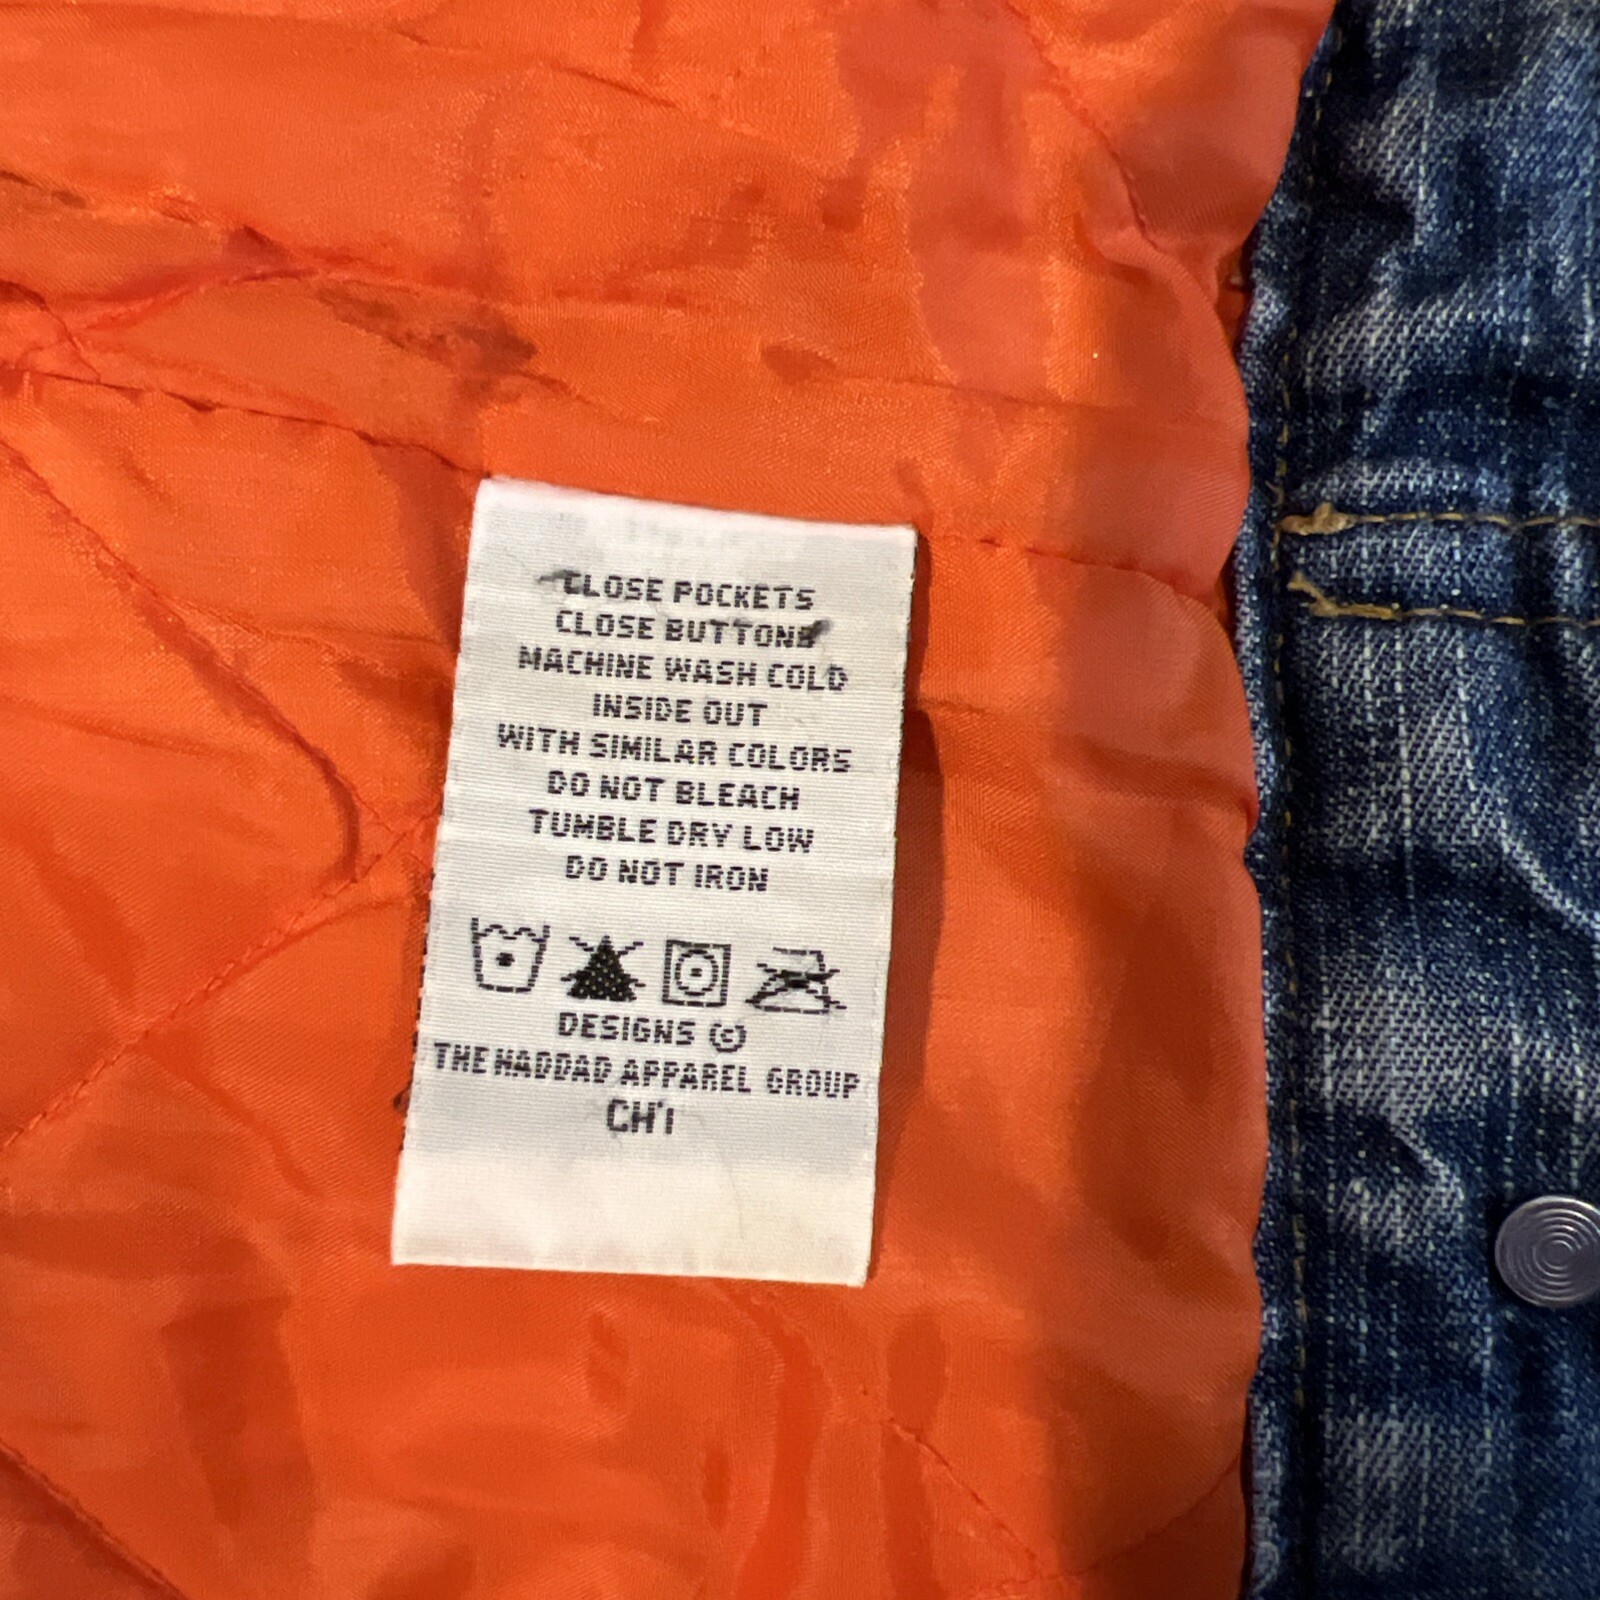 CLOSE POCKETS
CLOSE BUTTONS
MACHINE WASH COLD
INSIDE OUT
WITH SIMILAR COLORS
DO NOT BLEACH
TUMBLE DRY LOW
DO NOT IRON
DESIGNS ©
THE HADDAD APPAREL GROUP
CH'I